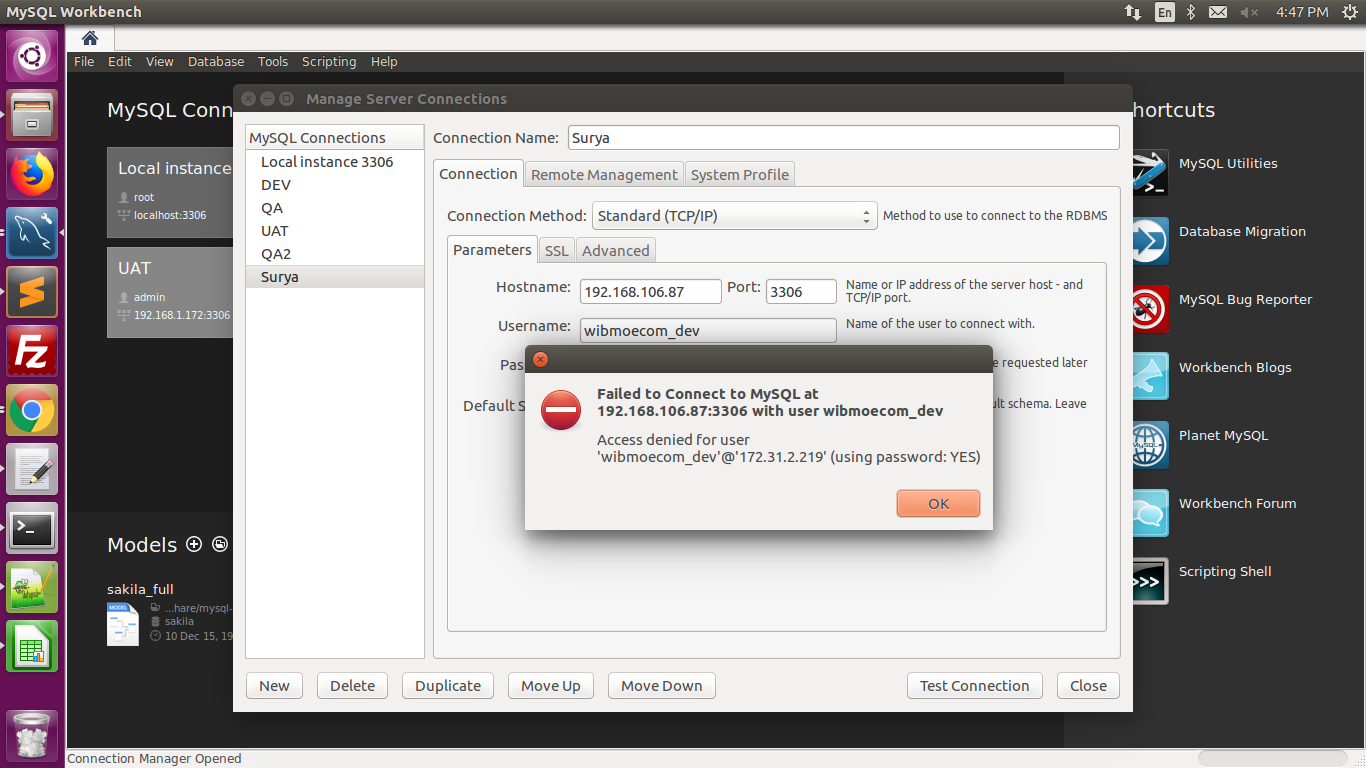 MySQL Workbench
En
4:47 PM
File Edit View Database Tools Scripting Help
MySQL Conn
Local instance
root
localhost:3306
UAT
admin
192.168.1.172:3306
Models
sakila_full
MODEL
...hare/mysql-
sakila
10 Dec 15, 19
Manage Server Connections
MySQL Connections
Local instance 3306
DEV
QA
UAT
QA2
Surya
Connection Name: Surya
Connection Remote Management System Profile
Connection Method: Standard (TCP/IP) Method to use to connect to the RDBMS
Parameters SSL Advanced
Hostname: 192.168.106.87 Port: 3306 Name or IP address of the server host - and
TCP/IP port.
Username: wibmoecom_dev Name of the user to connect with.
Pas e requested later
Default S ult schema. Leave
Failed to Connect to MySQL at
192.168.106.87:3306 with user wibmoecom_dev
Access denied for user
'wibmoecom_dev'@'172.31.2.219' (using password: YES)
OK
New Delete Duplicate Move Up Move Down Test Connection Close
hortcuts
MySQL Utilities
Database Migration
MySQL Bug Reporter
Workbench Blogs
Planet MySQL
Workbench Forum
Scripting Shell
Connection Manager Opened